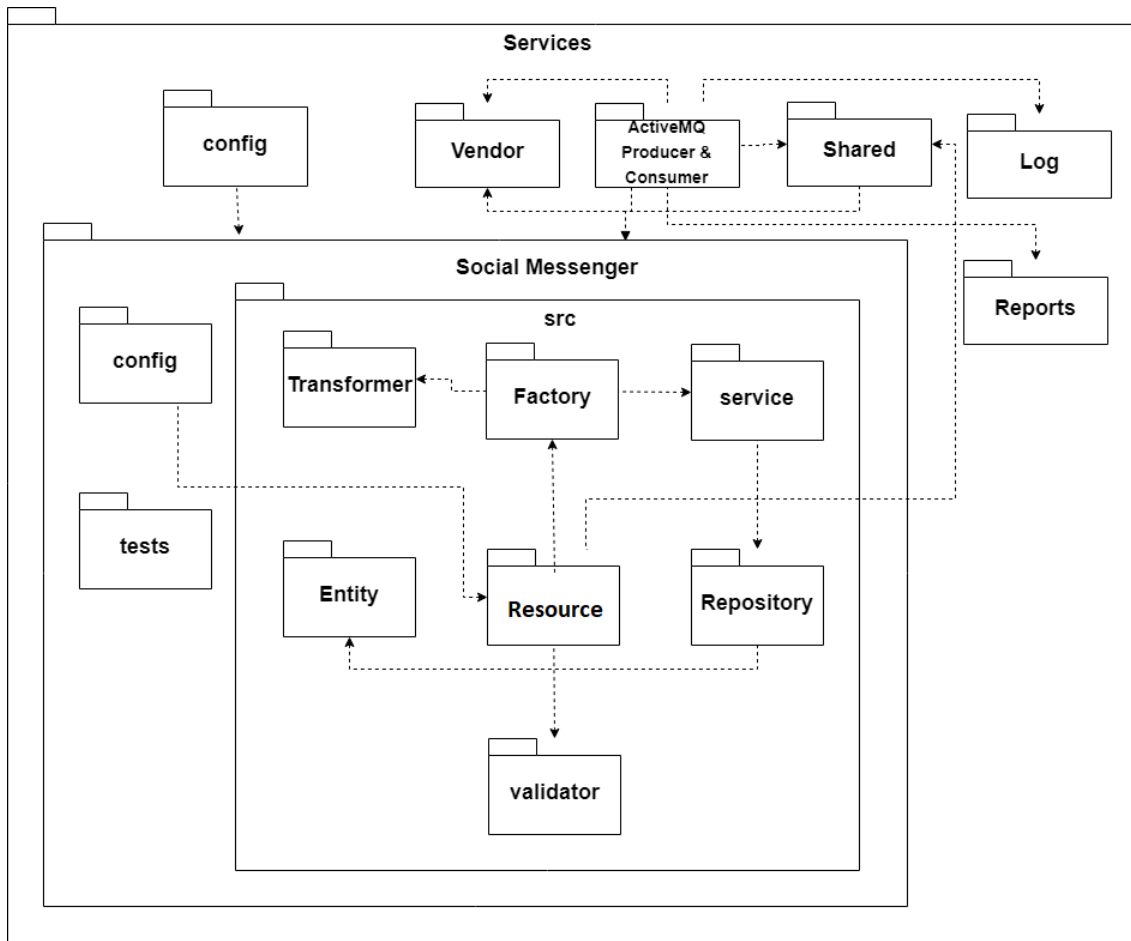 Services
config
Vendor
ActiveMQ
Producer &
Consumer
Shared
Log
Social Messenger
Reports
config
src
Transformer
Factory
service
tests
Entity
Resource
Repository
validator